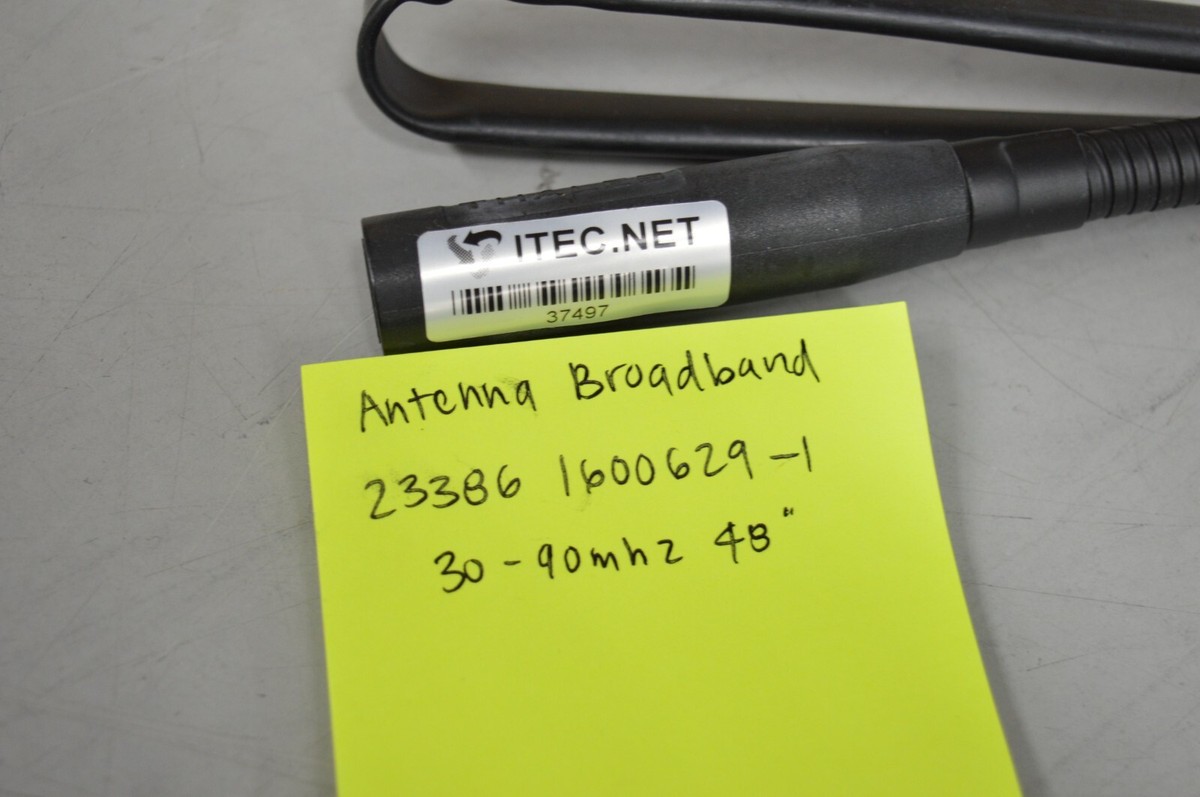 ITEC.NET
37497
Antenna Broadband
23386 1600629-1
30-90mhz 48"